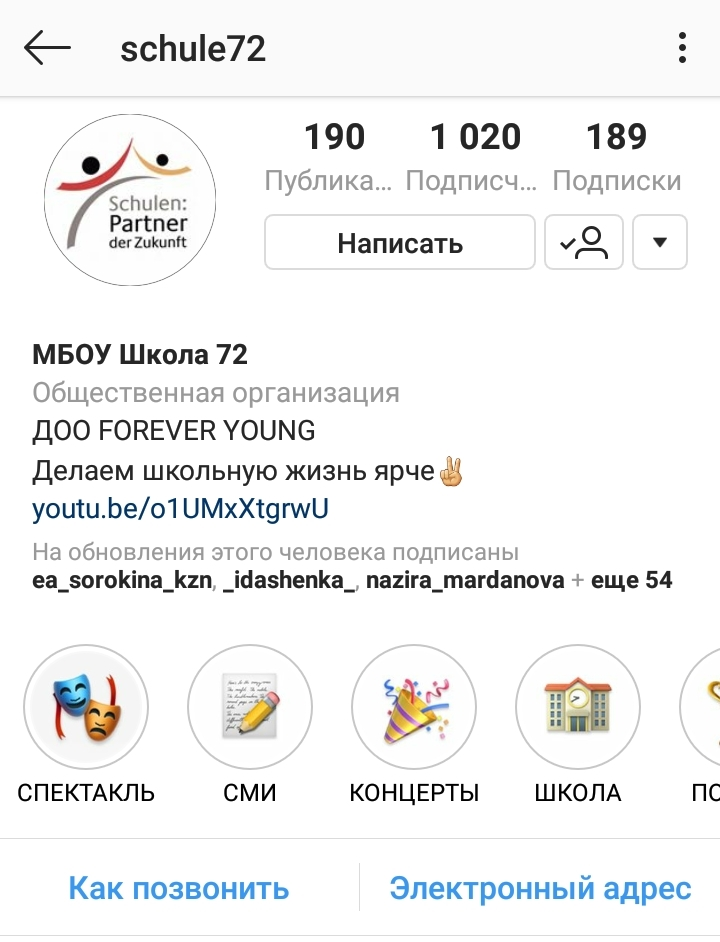 schule72
190 1 020 189
Публика... Подписч... Подписки
Schulen:
Partner
der Zukunft
Написать
МБОУ Школа 72
Общественная организация
ДОО FOREVER YOUNG
Делаем школьную жизнь ярче✌
youtu.be/o1UMxXtgrwU
На обновления этого человека подписаны
ea_sorokina_kzn, _idashenka_, nazira_mardanova + еще 54
СПЕКТАКЛЬ СМИ КОНЦЕРТЫ ШКОЛА ПО
Как позвонить Электронный адрес